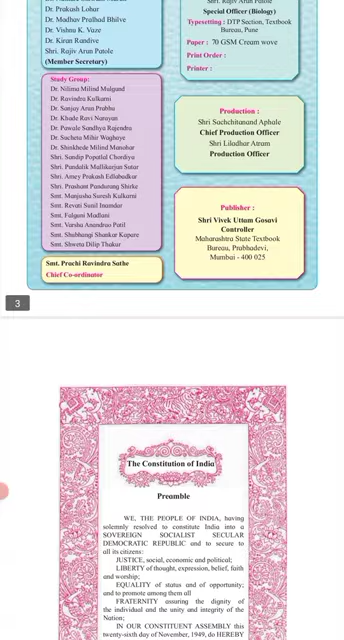 Dr. Prakash Lohar
Dr. Madhav Pralhad Bhilve
Dr. Vishnu K. Vaze
Dr. Kiran Randive
Shri. Rajiv Arun Patole
(Member Secretary)
Study Group:
Dr. Nilima Milind Mulgund
Dr. Ravindra Kulkarni
Dr. Sanjay Arun Prabhu
Dr. Khade Ravi Narayan
Dr. Pawale Sandhya Rajendra
Dr. Sucheta Mihir Waghaye
Dr. Shinkhede Milind Manohar
Shri. Sandip Popatlal Chordiya
Shri. Pundalik Mallikarjun Sutar
Shri. Amey Prakash Edlabadkar
Shri. Prashant Pandurang Shirke
Smt. Manjusha Suresh Kulkarni
Smt. Revati Sunil Inamdar
Smt. Falguni Madlani
Smt. Varsha Anandrao Patil
Smt. Shubhangi Shankar Kapare
Smt. Shweta Dilip Thakur
Smt. Prachi Ravindra Sathe
Chief Co-ordinator
Shri. Rajiv Arun Patole
Special Officer (Biology)
Typesetting : DTP Section, Textbook
Bureau, Pune
Paper : 70 GSM Cream wove
Print Order :
Printer :
Production :
Shri Sachchitanand Aphale
Chief Production Officer
Shri Liladhar Atram
Production Officer
Publisher :
Shri Vivek Uttam Gosavi
Controller
Maharashtra State Textbook
Bureau, Prabhadevi,
Mumbai - 400 025
3
The Constitution of India
Preamble
WE, THE PEOPLE OF INDIA, having
solemnly resolved to constitute India into a
SOVEREIGN SOCIALIST SECULAR
DEMOCRATIC REPUBLIC and to secure to
all its citizens:
JUSTICE, social, economic and political;
LIBERTY of thought, expression, belief, faith
and worship;
EQUALITY of status and of opportunity;
and to promote among them all
FRATERNITY assuring the dignity of
the individual and the unity and integrity of the
Nation;
IN OUR CONSTITUENT ASSEMBLY this
twenty-sixth day of November, 1949, do HEREBY